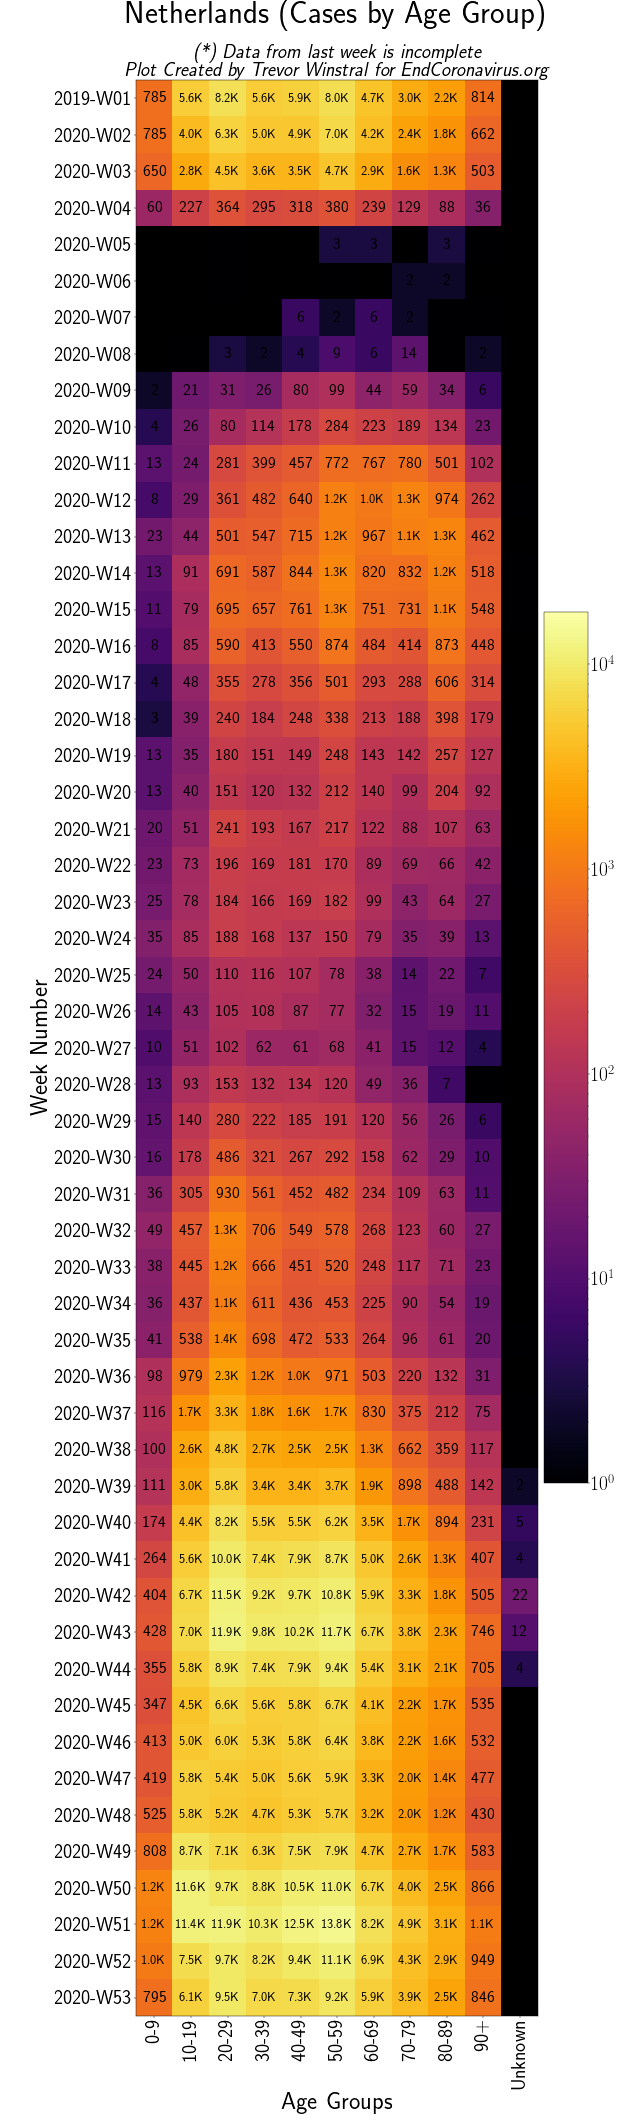 Netherlands (Cases by Age Group)
(*) Data from last week is incomplete
Plot Created by Trevor Winstral for EndCoronavirus.org
2019-W01 785 5.6K 8.2K 5.6K 5.9K 8.0K 4.7K 3.0K 2.2K 814
2020-W02 785 4.0K 6.3K 5.0K 4.9K 7.0K 4.2K 2.4K 1.8K 662
2020-W03 650 2.8K 4.5K 3.6K 3.5K 4.7K 2.9K 1.6K 1.3K 503
2020-W04 60 227 364 295 318 380 239 129 88 36
2020-W05 3 3 3
2020-W06 2 2
2020-W07 6 2 6 2
2020-W08 3 2 4 9 6 14 2
2020-W09 2 21 31 26 80 99 44 59 34 6
2020-W10 4 26 80 114 178 284 223 189 134 23
2020-W11 13 24 281 399 457 772 767 780 501 102
2020-W12 8 29 361 482 640 1.2K 1.0K 1.3K 974 262
2020-W13 23 44 501 547 715 1.2K 967 1.1K 1.3K 462
2020-W14 13 91 691 587 844 1.3K 820 832 1.2K 518
2020-W15 11 79 695 657 761 1.3K 751 731 1.1K 548
2020-W16 8 85 590 413 550 874 484 414 873 448
2020-W17 4 48 355 278 356 501 293 288 606 314
2020-W18 3 39 240 184 248 338 213 188 398 179
2020-W19 13 35 180 151 149 248 143 142 257 127
2020-W20 13 40 151 120 132 212 140 99 204 92
2020-W21 20 51 241 193 167 217 122 88 107 63
2020-W22 23 73 196 169 181 170 89 69 66 42
2020-W23 25 78 184 166 169 182 99 43 64 27
2020-W24 35 85 188 168 137 150 79 35 39 13
2020-W25 24 50 110 116 107 78 38 14 22 7
2020-W26 14 43 105 108 87 77 32 15 19 11
2020-W27 10 51 102 62 61 68 41 15 12 4
2020-W28 13 93 153 132 134 120 49 36 7
2020-W29 15 140 280 222 185 191 120 56 26 6
2020-W30 16 178 486 321 267 292 158 62 29 10
2020-W31 36 305 930 561 452 482 234 109 63 11
2020-W32 49 457 1.3K 706 549 578 268 123 60 27
2020-W33 38 445 1.2K 666 451 520 248 117 71 23
2020-W34 36 437 1.1K 611 436 453 225 90 54 19
2020-W35 41 538 1.4K 698 472 533 264 96 61 20
2020-W36 98 979 2.3K 1.2K 1.0K 971 503 220 132 31
2020-W37 116 1.7K 3.3K 1.8K 1.6K 1.7K 830 375 212 75
2020-W38 100 2.6K 4.8K 2.7K 2.5K 2.5K 1.3K 662 359 117
2020-W39 111 3.0K 5.8K 3.4K 3.4K 3.7K 1.9K 898 488 142 2
2020-W40 174 4.4K 8.2K 5.5K 5.5K 6.2K 3.5K 1.7K 894 231 5
2020-W41 264 5.6K 10.0K 7.4K 7.9K 8.7K 5.0K 2.6K 1.3K 407 4
2020-W42 404 6.7K 11.5K 9.2K 9.7K 10.8K 5.9K 3.3K 1.8K 505 22
2020-W43 428 7.0K 11.9K 9.8K 10.2K 11.7K 6.7K 3.8K 2.3K 746 12
2020-W44 355 5.8K 8.9K 7.4K 7.9K 9.4K 5.4K 3.1K 2.1K 705 4
2020-W45 347 4.5K 6.6K 5.6K 5.8K 6.7K 4.1K 2.2K 1.7K 535
2020-W46 413 5.0K 6.0K 5.3K 5.8K 6.4K 3.8K 2.2K 1.6K 532
2020-W47 419 5.8K 5.4K 5.0K 5.6K 5.9K 3.3K 2.0K 1.4K 477
2020-W48 525 5.8K 5.2K 4.7K 5.3K 5.7K 3.2K 2.0K 1.2K 430
2020-W49 808 8.7K 7.1K 6.3K 7.5K 7.9K 4.7K 2.7K 1.7K 583
2020-W50 1.2K 11.6K 9.7K 8.8K 10.5K 11.0K 6.7K 4.0K 2.5K 866
2020-W51 1.2K 11.4K 11.9K 10.3K 12.5K 13.8K 8.2K 4.9K 3.1K 1.1K
2020-W52 1.0K 7.5K 9.7K 8.2K 9.4K 11.1K 6.9K 4.3K 2.9K 949
2020-W53 795 6.1K 9.5K 7.0K 7.3K 9.2K 5.9K 3.9K 2.5K 846
0-9 10-19 20-29 30-39 40-49 50-59 60-69 70-79 80-89 90+ Unknown
Age Groups
Week Number
10⁴
10³
10²
10¹
10⁰